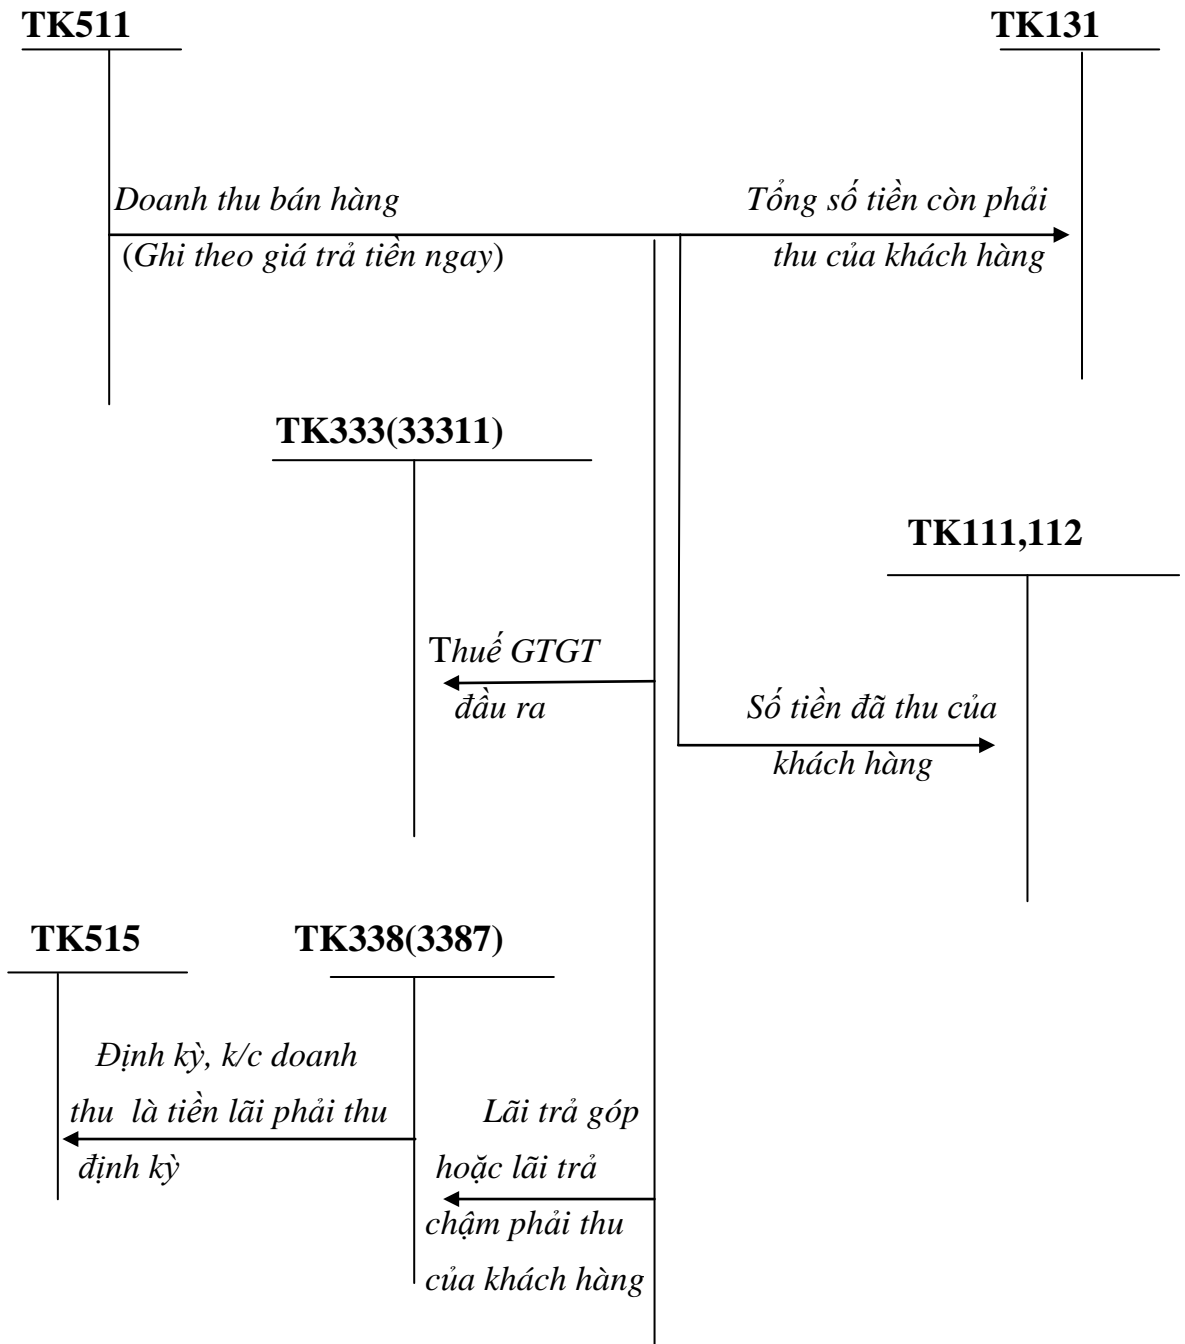 TK511
TK131
Doanh thu bán hàng
(Ghi theo giá trả tiền ngay)
Tổng số tiền còn phải
thu của khách hàng
TK333(33311)
TK111,112
Thuế GTGT
đầu ra
Số tiền đã thu của
khách hàng
TK515
TK338(3387)
Định kỳ, k/c doanh
thu là tiền lãi phải thu
định kỳ
Lãi trả góp
hoặc lãi trả
chậm phải thu
của khách hàng